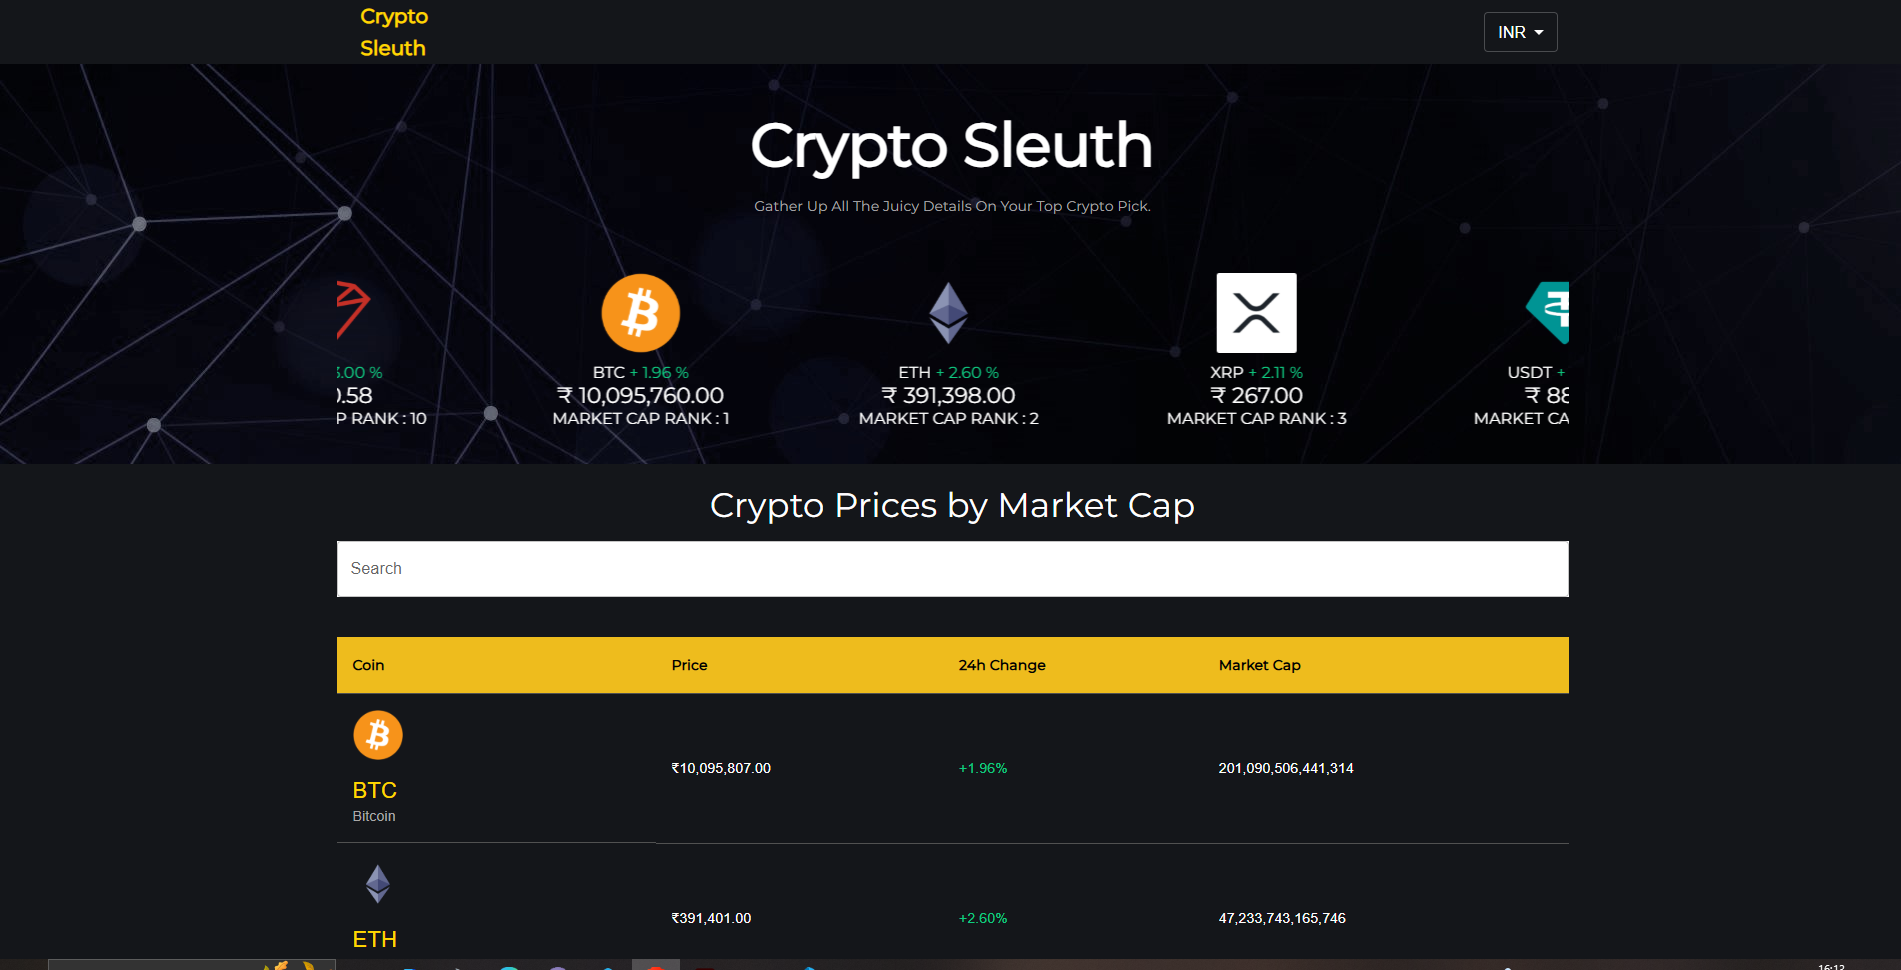 Crypto
Sleuth
INR
Crypto Sleuth
Gather Up All The Juicy Details On Your Top Crypto Pick.
3.00 %
0.58
P RANK : 10
BTC + 1.96 %
₹ 10,095,760.00
MARKET CAP RANK : 1
ETH + 2.60 %
₹ 391,398.00
MARKET CAP RANK : 2
XRP + 2.11 %
₹ 267.00
MARKET CAP RANK : 3
USDT +
₹ 88
MARKET CA
Crypto Prices by Market Cap
Search
Coin Price 24h Change Market Cap
BTC
Bitcoin
₹10,095,807.00 +1.96% 201,090,506,441,314
ETH
₹391,401.00 +2.60% 47,233,743,165,746